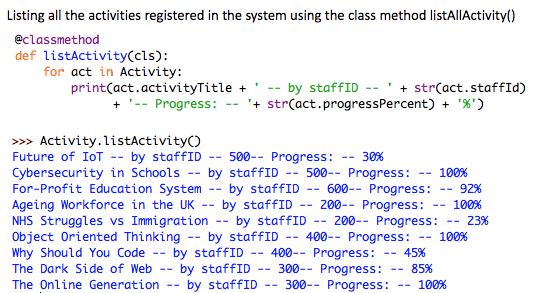 Listing all the activities registered in the system using the class method listAllActivity()
@classmethod
def listActivity(cls):
for act in Activity:
print(act.activityTitle + ' -- by staffID -- ' + str(act.staffId)
+ '-- Progress: -- '+ str(act.progressPercent) + '%')
>>> Activity.listActivity()
Future of IoT -- by staffID -- 500-- Progress: -- 30%
Cybersecurity in Schools -- by staffID -- 500-- Progress: -- 100%
For-Profit Education System -- by staffID -- 600-- Progress: -- 92%
Ageing Workforce in the UK -- by staffID -- 200-- Progress: -- 100%
NHS Struggles vs Immigration -- by staffID -- 200-- Progress: -- 23%
Object Oriented Thinking -- by staffID -- 400-- Progress: -- 100%
Why Should You Code -- by staffID -- 400-- Progress: -- 45%
The Dark Side of Web -- by staffID -- 300-- Progress: -- 85%
The Online Generation -- by staffID -- 300-- Progress: -- 100%